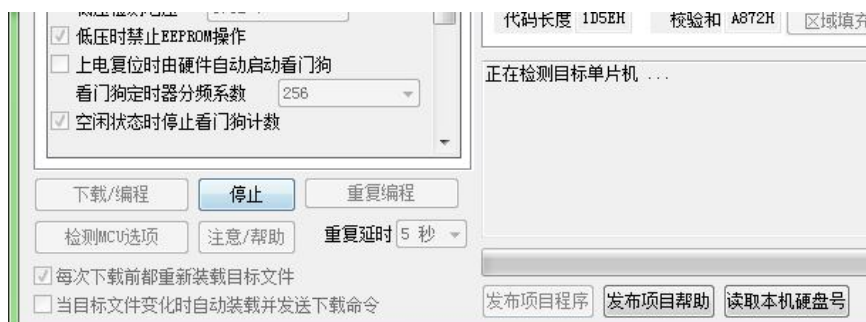 代码长度 1D5EH 校验和 A872H 区域填充
低压时禁止EEPROM操作
上电复位时由硬件自动启动看门狗
看门狗定时器分频系数 256
空闲状态时停止看门狗计数
正在检测目标单片机 ...
下载/编程 停止 重复编程
检测MCU选项 注意/帮助 重复延时 5 秒
每次下载前都重新装载目标文件
当目标文件变化时自动装载并发送下载命令
发布项目程序 发布项目帮助 读取本机硬盘号